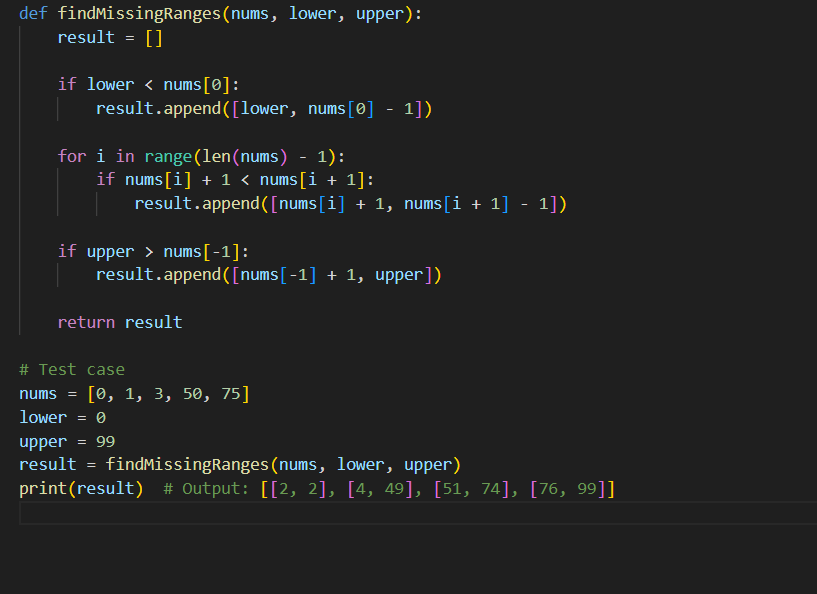 def findMissingRanges(nums, lower, upper):
    result = []

    if lower < nums[0]:
        result.append([lower, nums[0] - 1])

    for i in range(len(nums) - 1):
        if nums[i] + 1 < nums[i + 1]:
            result.append([nums[i] + 1, nums[i + 1] - 1])

    if upper > nums[-1]:
        result.append([nums[-1] + 1, upper])

    return result

# Test case
nums = [0, 1, 3, 50, 75]
lower = 0
upper = 99
result = findMissingRanges(nums, lower, upper)
print(result)  # Output: [[2, 2], [4, 49], [51, 74], [76, 99]]